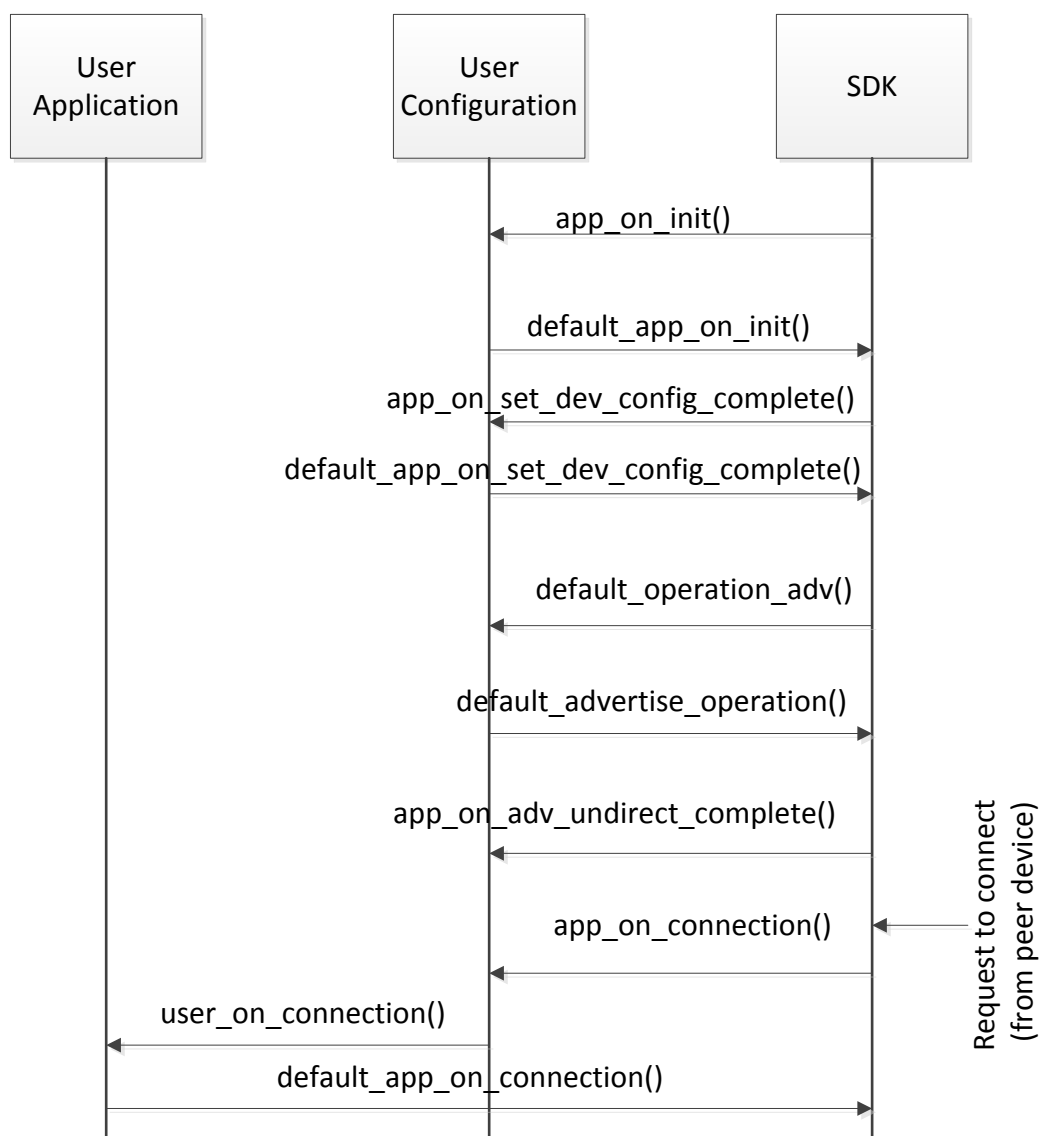 User
Application
User
Configuration
SDK
app_on_init()
default_app_on_init()
app_on_set_dev_config_complete()
default_app_on_set_dev_config_complete()
default_operation_adv()
default_advertise_operation()
app_on_adv_undirect_complete()
Request to connect
(from peer device)
app_on_connection()
user_on_connection()
default_app_on_connection()